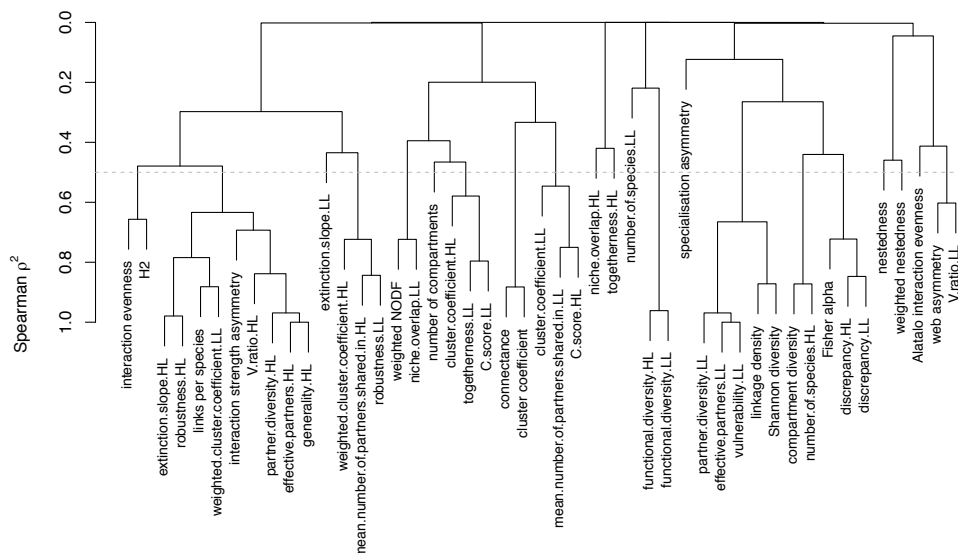 0.0
0.2
0.4
0.6
0.8
1.0
Spearman ρ²
interaction evenness
H2
extinction.slope.HL
robustness.HL
links per species
weighted.cluster.coefficient.LL
interaction strength asymmetry
V.ratio.HL
partner.diversity.HL
effective.partners.HL
generality.HL
extinction.slope.LL
weighted.cluster.coefficient.HL
nean.number.of.partners.shared.in.HL
robustness.LL
weighted NODF
niche.overlap.LL
number of compartments
cluster.coefficient.HL
togetherness.LL
C.score.LL
connectance
cluster coefficient
cluster.coefficient.LL
mean.number.of.partners.shared.in.LL
C.score.HL
niche.overlap.HL
togetherness.HL
number.of.species.LL
functional.diversity.HL
functional.diversity.LL
specialisation asymmetry
partner.diversity.LL
effective.partners.LL
vulnerability.LL
linkage density
Shannon diversity
compartment diversity
number.of.species.HL
Fisher alpha
discrepancy.HL
discrepancy.LL
nestedness
weighted nestedness
Alatalo interaction evenness
web asymmetry
V.ratio.LL